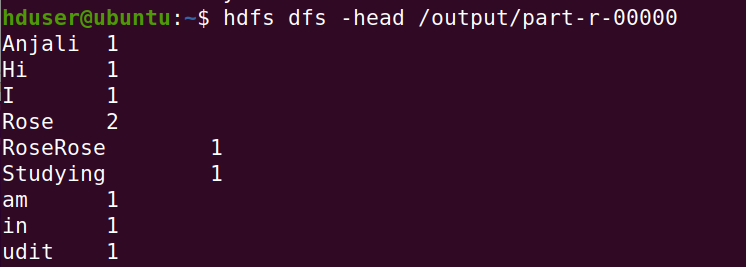 hduser@ubuntu:~$ hdfs dfs -head /output/part-r-00000
Anjali	1
Hi	1
I	1
Rose	2
RoseRose	1
Studying	1
am	1
in	1
udit	1